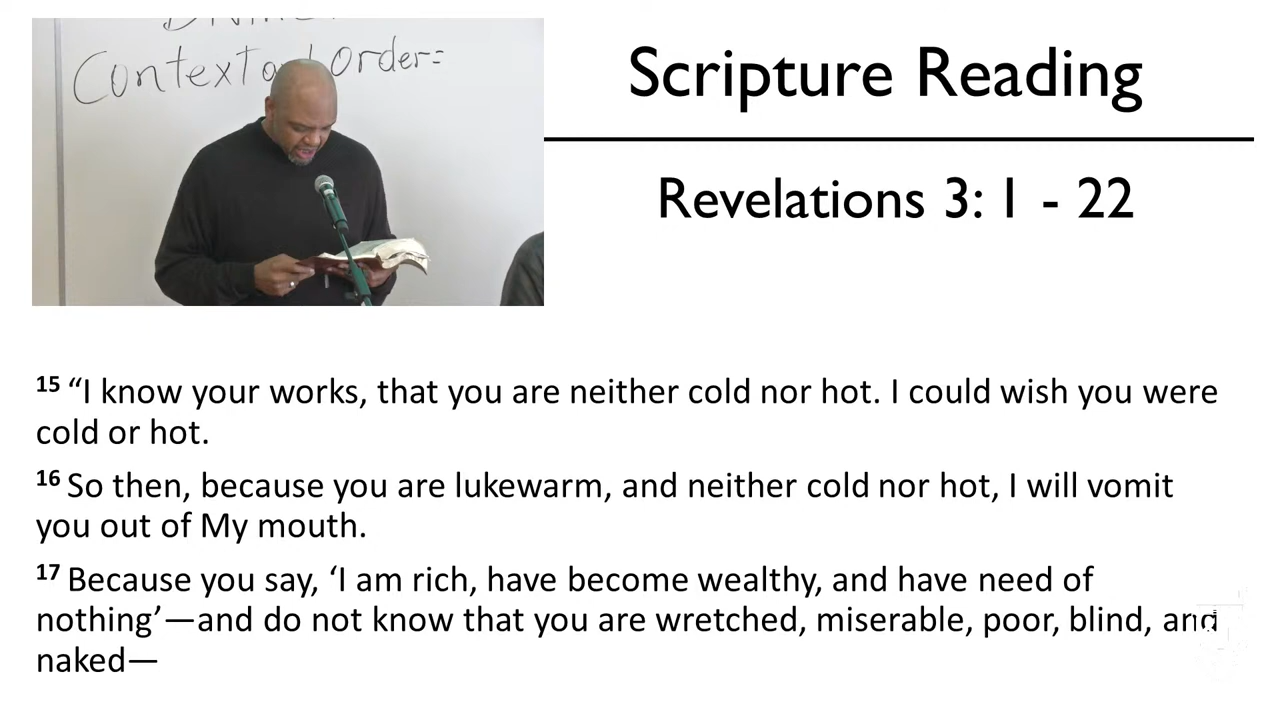 Context Order:
Scripture Reading
Revelations 3: 1 - 22
15 “I know your works, that you are neither cold nor hot. I could wish you were
cold or hot.
16 So then, because you are lukewarm, and neither cold nor hot, I will vomit
you out of My mouth.
17 Because you say, ‘I am rich, have become wealthy, and have need of
nothing’—and do not know that you are wretched, miserable, poor, blind, and
naked—